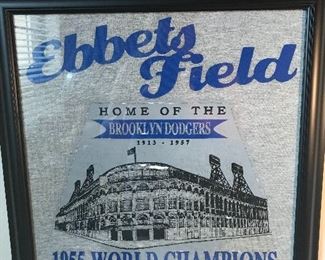 Ebbets
Field
HOME OF THE
BROOKLYN DODGERS
1913 - 1957
1955 WORLD CHAMPIONS